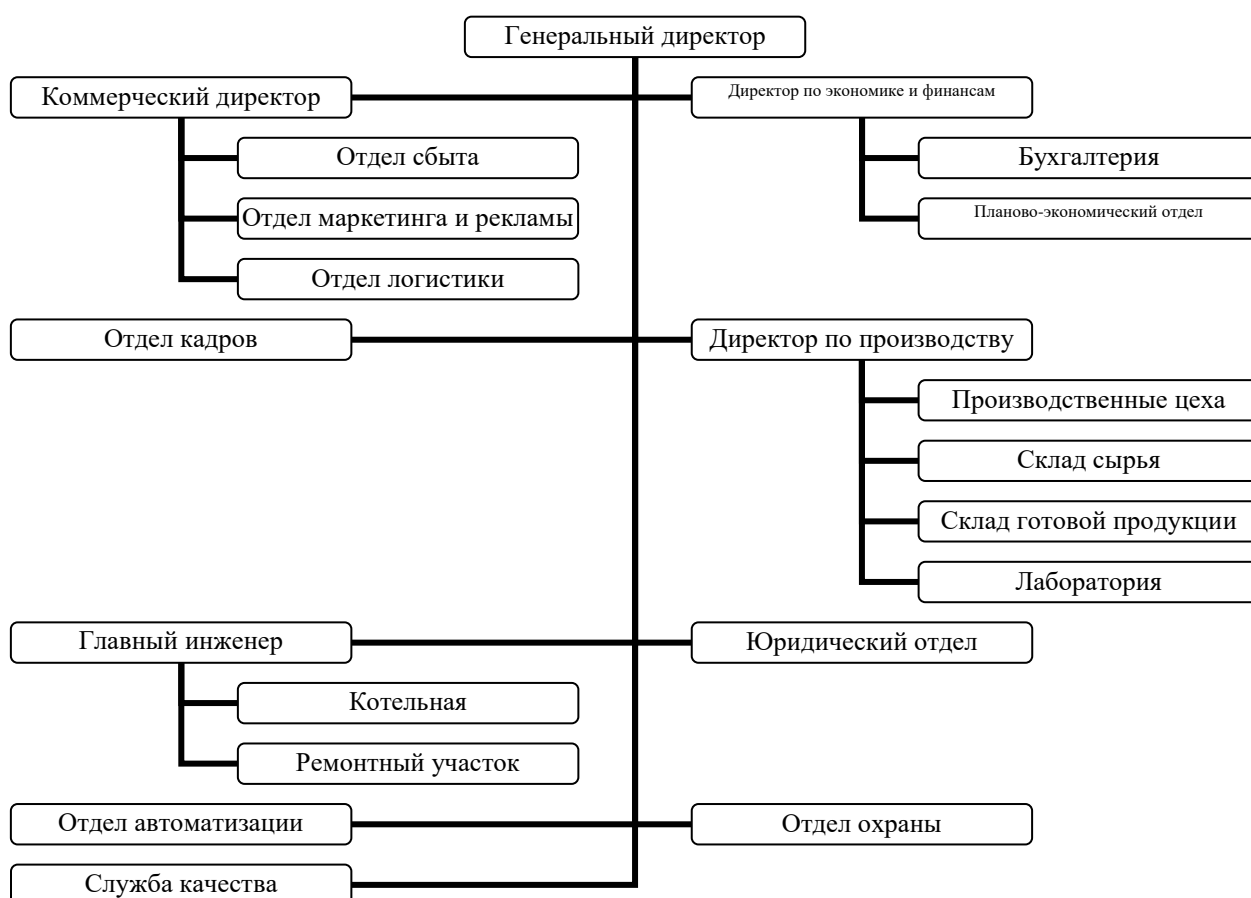 Генеральный директор
Коммерческий директор
Директор по экономике и финансам
Отдел сбыта
Бухгалтерия
Отдел маркетинга и рекламы
Планово-экономический отдел
Отдел логистики
Отдел кадров
Директор по производству
Производственные цеха
Склад сырья
Склад готовой продукции
Лаборатория
Главный инженер
Юридический отдел
Котельная
Ремонтный участок
Отдел автоматизации
Отдел охраны
Служба качества